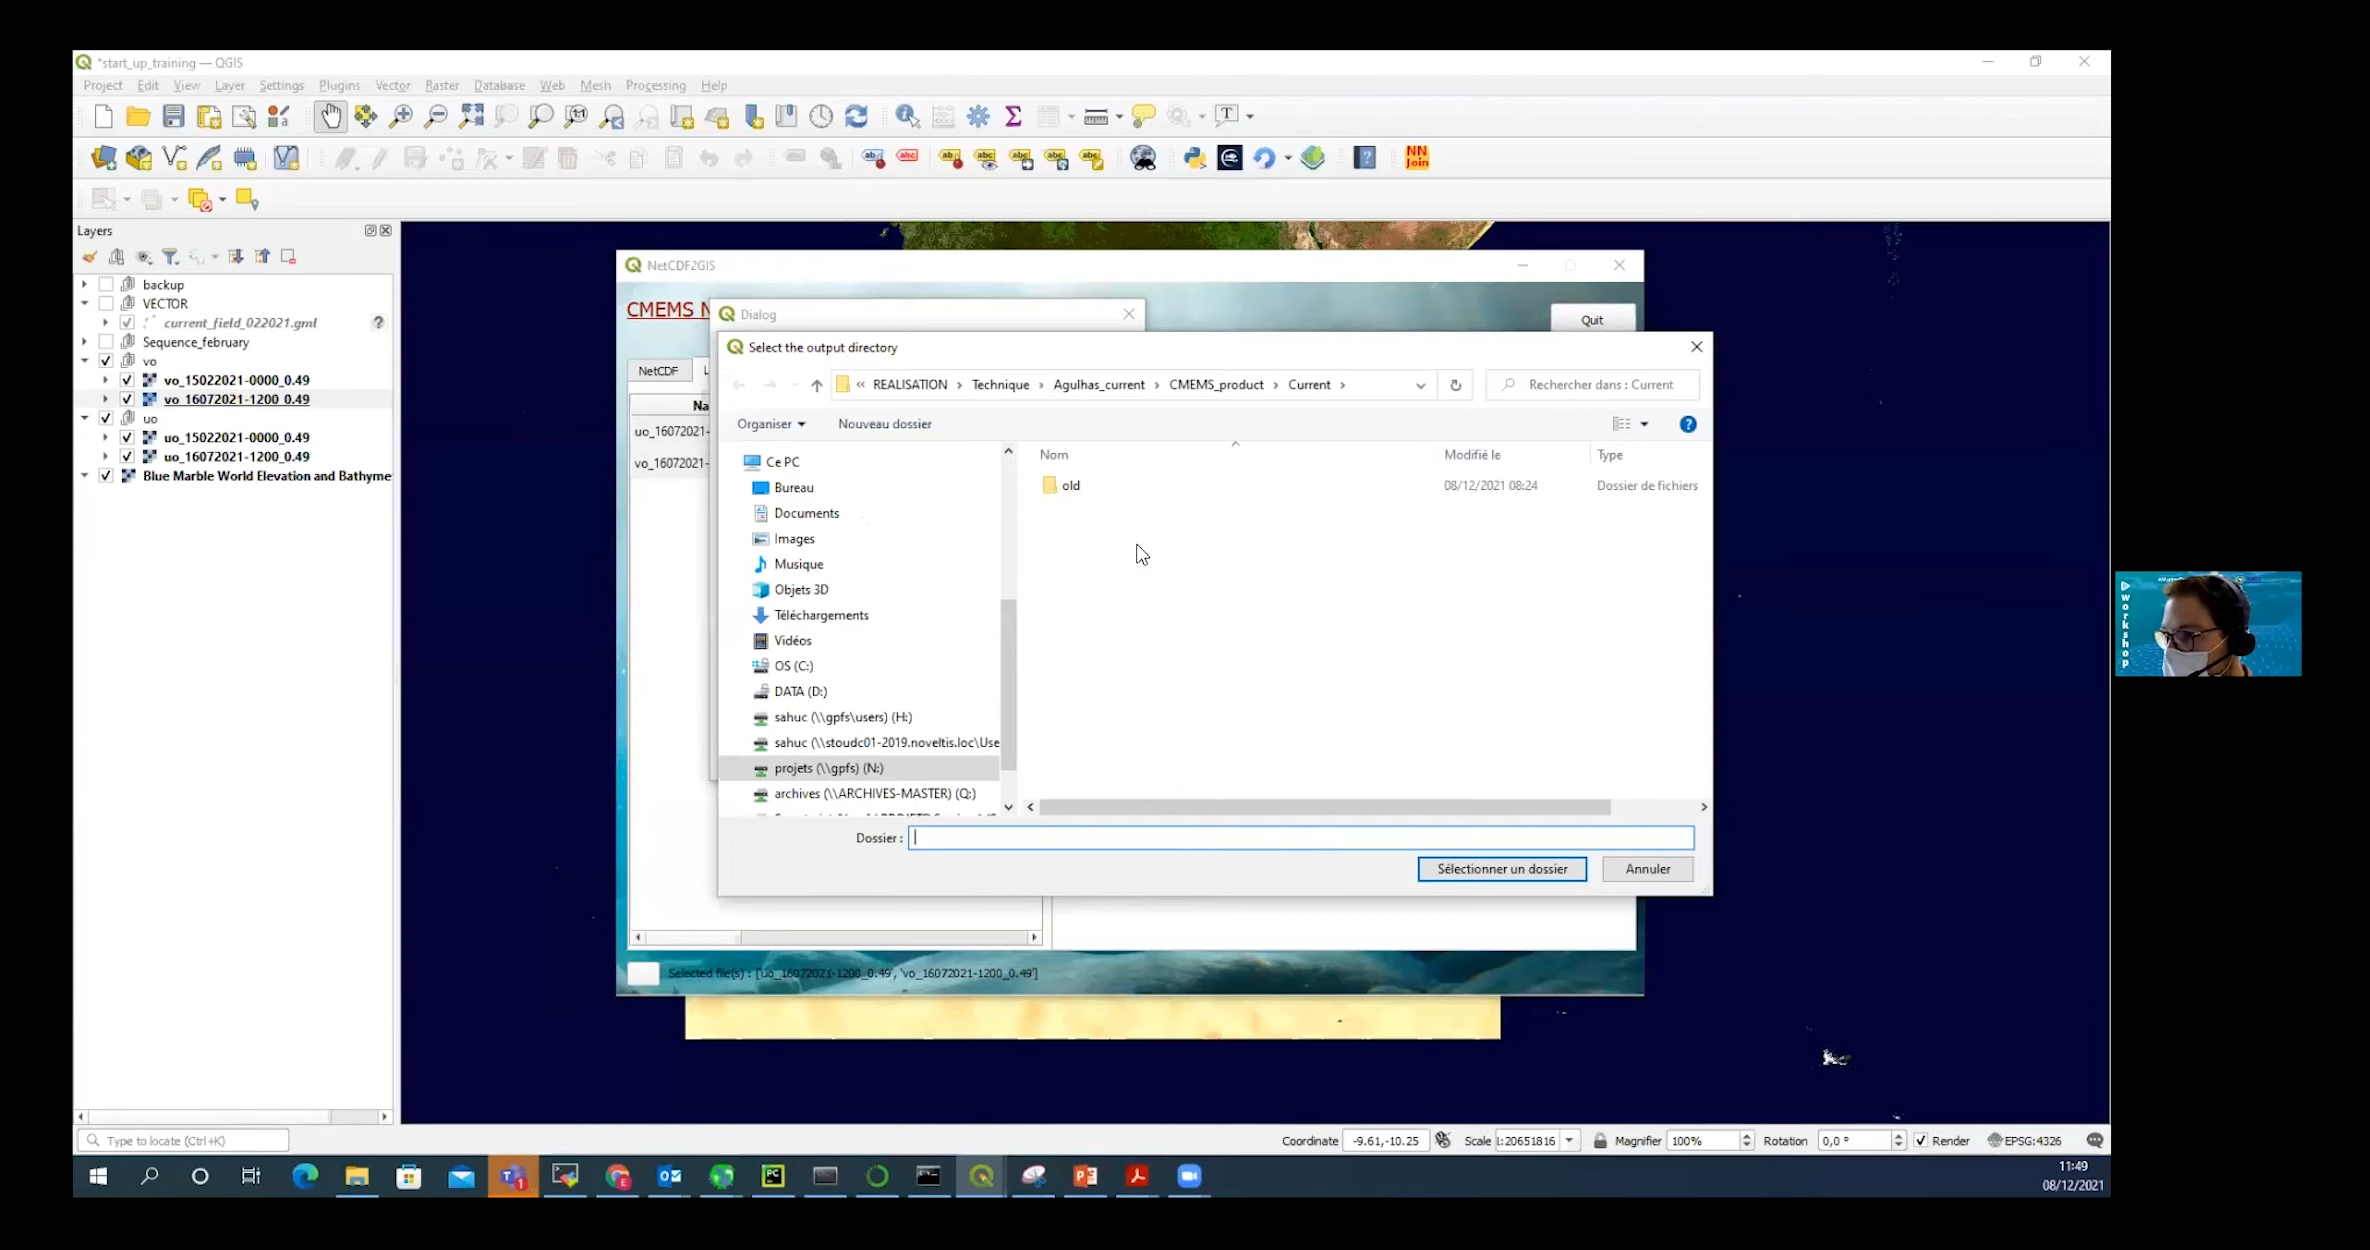 *start_up_training — QGIS
Project Edit View Layer Settings Plugins Vector Raster Database Web Mesh Processing Help
Layers
backup
VECTOR
current_field_022021.gml
Sequence_february
vo
vo_15022021-0000_0.49
vo_16072021-1200_0.49
uo
uo_15022021-0000_0.49
uo_16072021-1200_0.49
Blue Marble World Elevation and Bathyme
NetCDF2GIS
CMEMS N
Quit
Dialog
NetCDF
Na
uo_16072021-
vo_16072021-
Select the output directory
« REALISATION › Technique › Agulhas_current › CMEMS_product › Current ›
Rechercher dans : Current
Organiser
Nouveau dossier
Ce PC
Bureau
Documents
Images
Musique
Objets 3D
Téléchargements
Vidéos
OS (C:)
DATA (D:)
sahuc (\\gpfs\users) (H:)
sahuc (\\stoudc01-2019.noveltis.loc\Use
projets (\\gpfs) (N:)
archives (\\ARCHIVES-MASTER) (Q:)
Nom Modifié le Type
old 08/12/2021 08:24 Dossier de fichiers
Dossier :
Sélectionner un dossier Annuler
Selected file(s) : ['uo_16072021-1200_0.49', 'vo_16072021-1200_0.49']
workshop
Type to locate (Ctrl+K)
Coordinate -9.61,-10.25 Scale 1:20651816 Magnifier 100% Rotation 0,0 ° Render EPSG:4326
11:49
08/12/2021
NN
Join